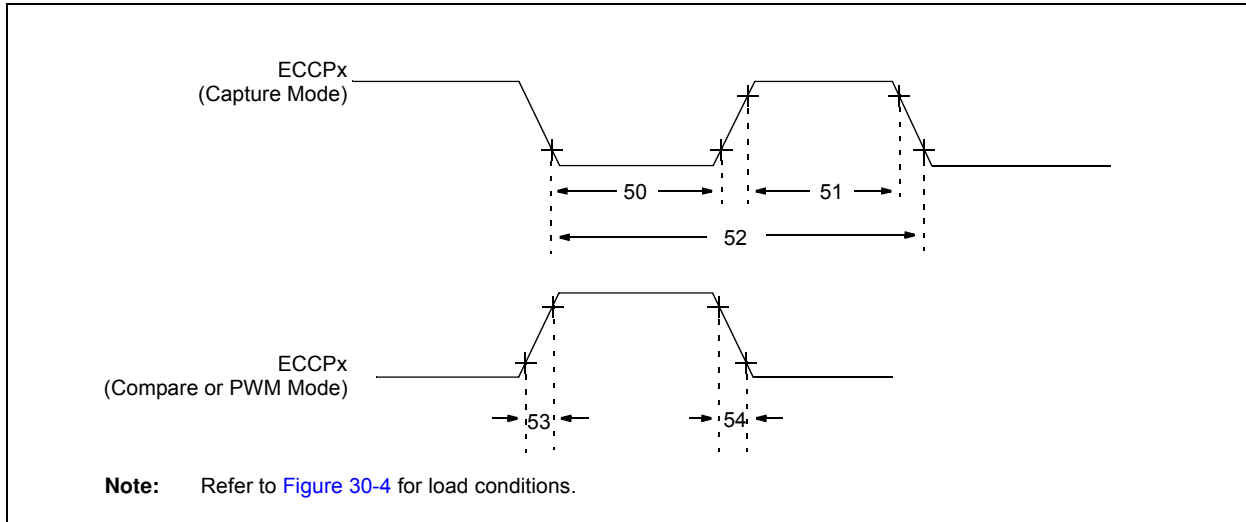 ECCPx
(Capture Mode)
50
51
52
ECCPx
(Compare or PWM Mode)
53
54
Note: Refer to Figure 30-4 for load conditions.